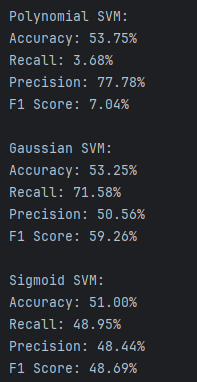 Polynomial SVM:
Accuracy: 53.75%
Recall: 3.68%
Precision: 77.78%
F1 Score: 7.04%

Gaussian SVM:
Accuracy: 53.25%
Recall: 71.58%
Precision: 50.56%
F1 Score: 59.26%

Sigmoid SVM:
Accuracy: 51.00%
Recall: 48.95%
Precision: 48.44%
F1 Score: 48.69%